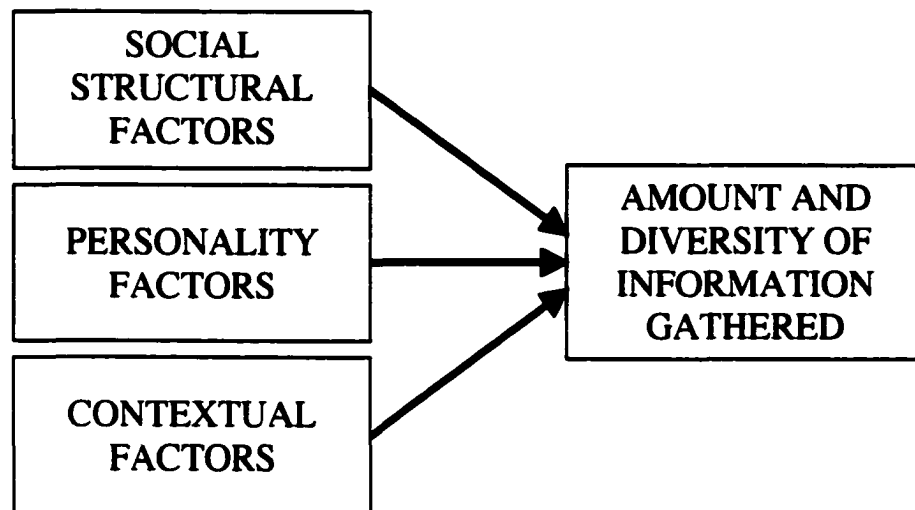 SOCIAL
STRUCTURAL
FACTORS
PERSONALITY
FACTORS
CONTEXTUAL
FACTORS
AMOUNT AND
DIVERSITY OF
INFORMATION
GATHERED